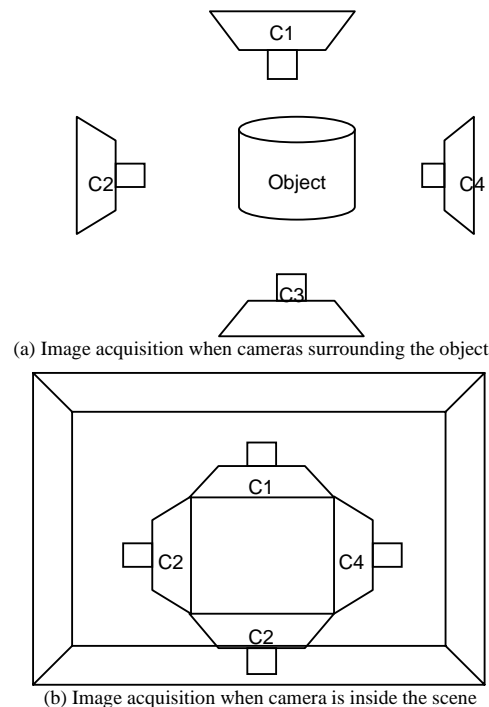 C1
C2
Object
C4
C3
(a) Image acquisition when cameras surrounding the object
C1
C2
C4
C2
(b) Image acquisition when camera is inside the scene